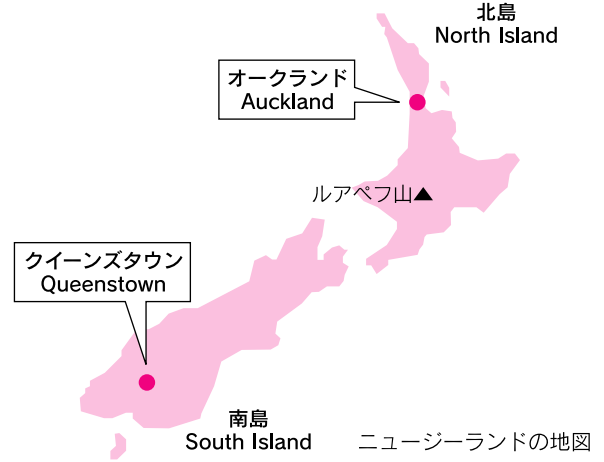 北島
North Island
オークランド
Auckland
ルアペフ山▲
クイーンズタウン
Queenstown
南島
South Island
ニュージーランドの地図